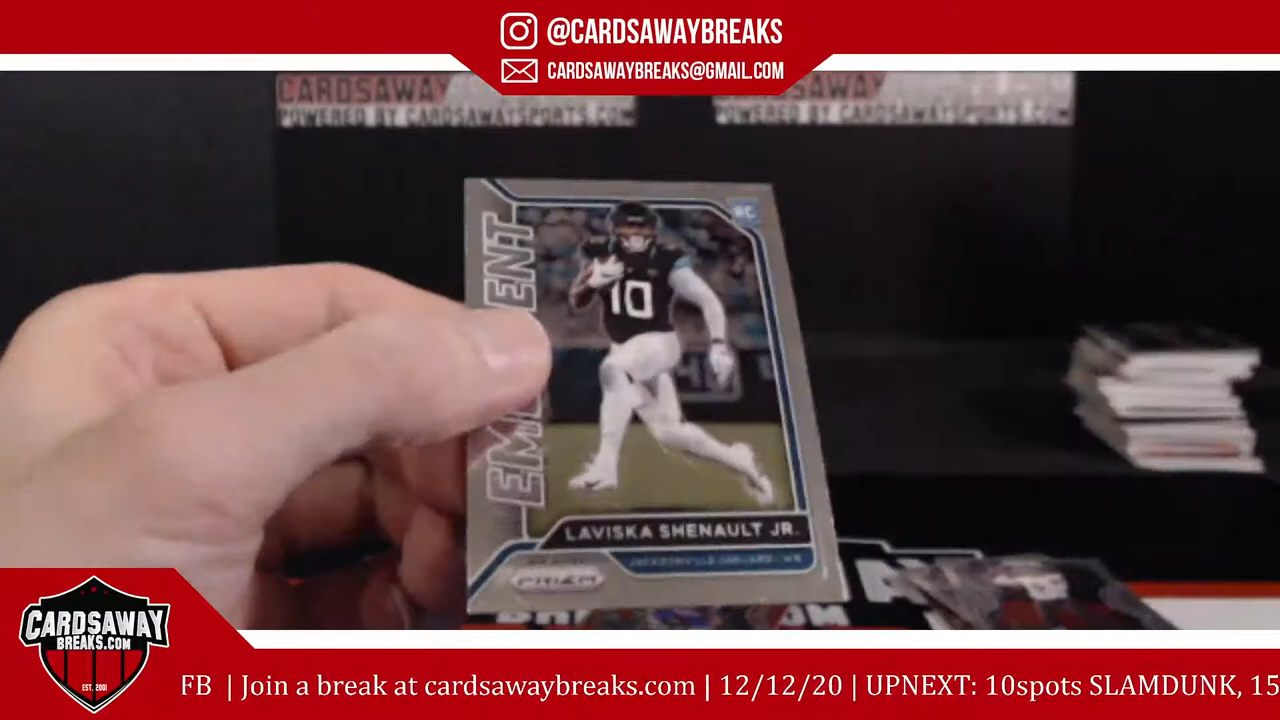 @CARDSAWAYBREAKS
CARDSAWAYBREAKS@GMAIL.COM
CARDSAWAY
POWERED BY CARDSAWAYSPORTS.COM
POWERED BY CARDSAWAYSPORTS.COM
RC
10
LAVISKA SHENAULT JR.
JACKSONVILLE JAGUARS - WR
PRIZM
CARDSAWAY
BREAKS.COM
EST. 2001
FB | Join a break at cardsawaybreaks.com | 12/12/20 | UPNEXT: 10spots SLAMDUNK, 15